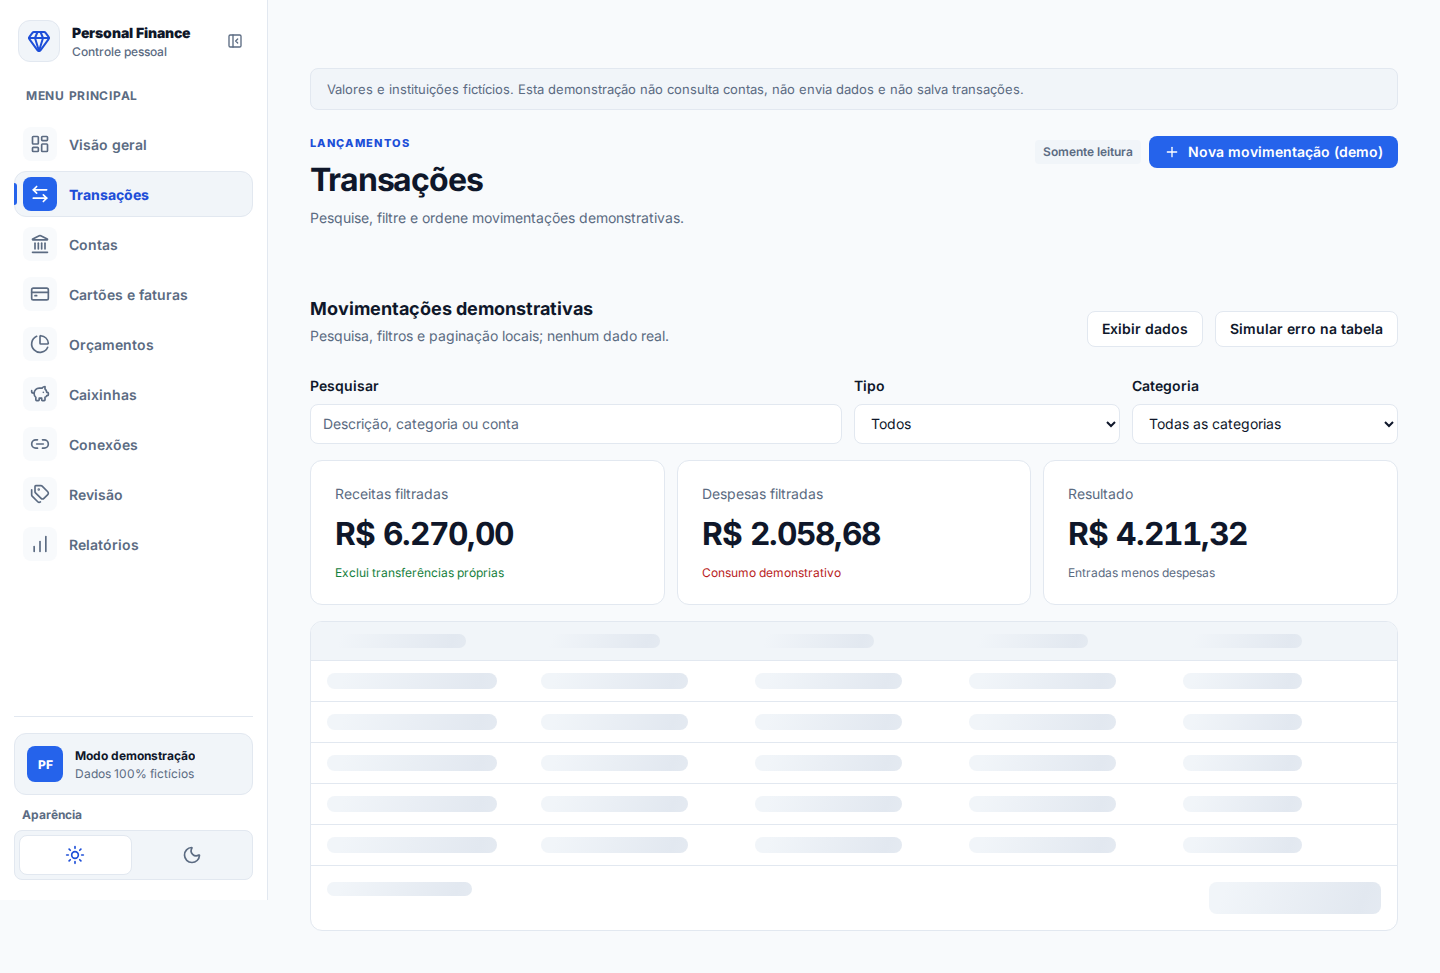 Personal Finance
Controle pessoal
MENU PRINCIPAL
Visão geral
Transações
Contas
Cartões e faturas
Orçamentos
Caixinhas
Conexões
Revisão
Relatórios
PF
Modo demonstração
Dados 100% fictícios
Aparência
Valores e instituições fictícios. Esta demonstração não consulta contas, não envia dados e não salva transações.
LANÇAMENTOS
Transações
Pesquise, filtre e ordene movimentações demonstrativas.
Somente leitura
Nova movimentação (demo)
Movimentações demonstrativas
Pesquisa, filtros e paginação locais; nenhum dado real.
Exibir dados
Simular erro na tabela
Pesquisar
Descrição, categoria ou conta
Tipo
Todos
Categoria
Todas as categorias
Receitas filtradas
R$ 6.270,00
Exclui transferências próprias
Despesas filtradas
R$ 2.058,68
Consumo demonstrativo
Resultado
R$ 4.211,32
Entradas menos despesas